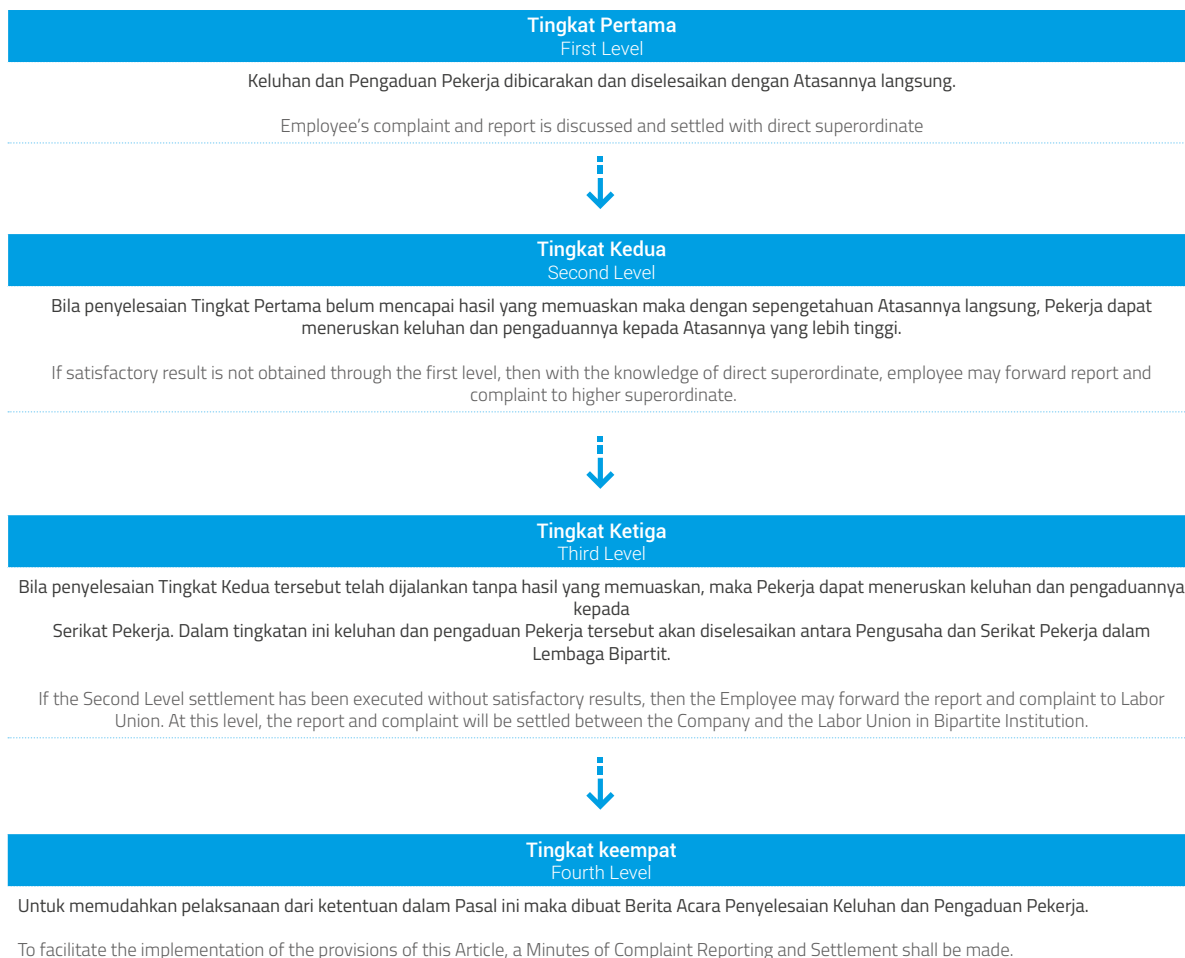 Tingkat Pertama
First Level
Keluhan dan Pengaduan Pekerja dibicarakan dan diselesaikan dengan Atasannya langsung.
Employee's complaint and report is discussed and settled with direct superordinate
Tingkat Kedua
Second Level
Bila penyelesaian Tingkat Pertama belum mencapai hasil yang memuaskan maka dengan sepengetahuan Atasannya langsung, Pekerja dapat
meneruskan keluhan dan pengaduannya kepada Atasannya yang lebih tinggi.
If satisfactory result is not obtained through the first level, then with the knowledge of direct superordinate, employee may forward report and
complaint to higher superordinate.
Tingkat Ketiga
Third Level
Bila penyelesaian Tingkat Kedua tersebut telah dijalankan tanpa hasil yang memuaskan, maka Pekerja dapat meneruskan keluhan dan pengaduannya
kepada
Serikat Pekerja. Dalam tingkatan ini keluhan dan pengaduan Pekerja tersebut akan diselesaikan antara Pengusaha dan Serikat Pekerja dalam
Lembaga Bipartit.
If the Second Level settlement has been executed without satisfactory results, then the Employee may forward the report and complaint to Labor
Union. At this level, the report and complaint will be settled between the Company and the Labor Union in Bipartite Institution.
Tingkat keempat
Fourth Level
Untuk memudahkan pelaksanaan dari ketentuan dalam Pasal ini maka dibuat Berita Acara Penyelesaian Keluhan dan Pengaduan Pekerja.
To facilitate the implementation of the provisions of this Article, a Minutes of Complaint Reporting and Settlement shall be made.